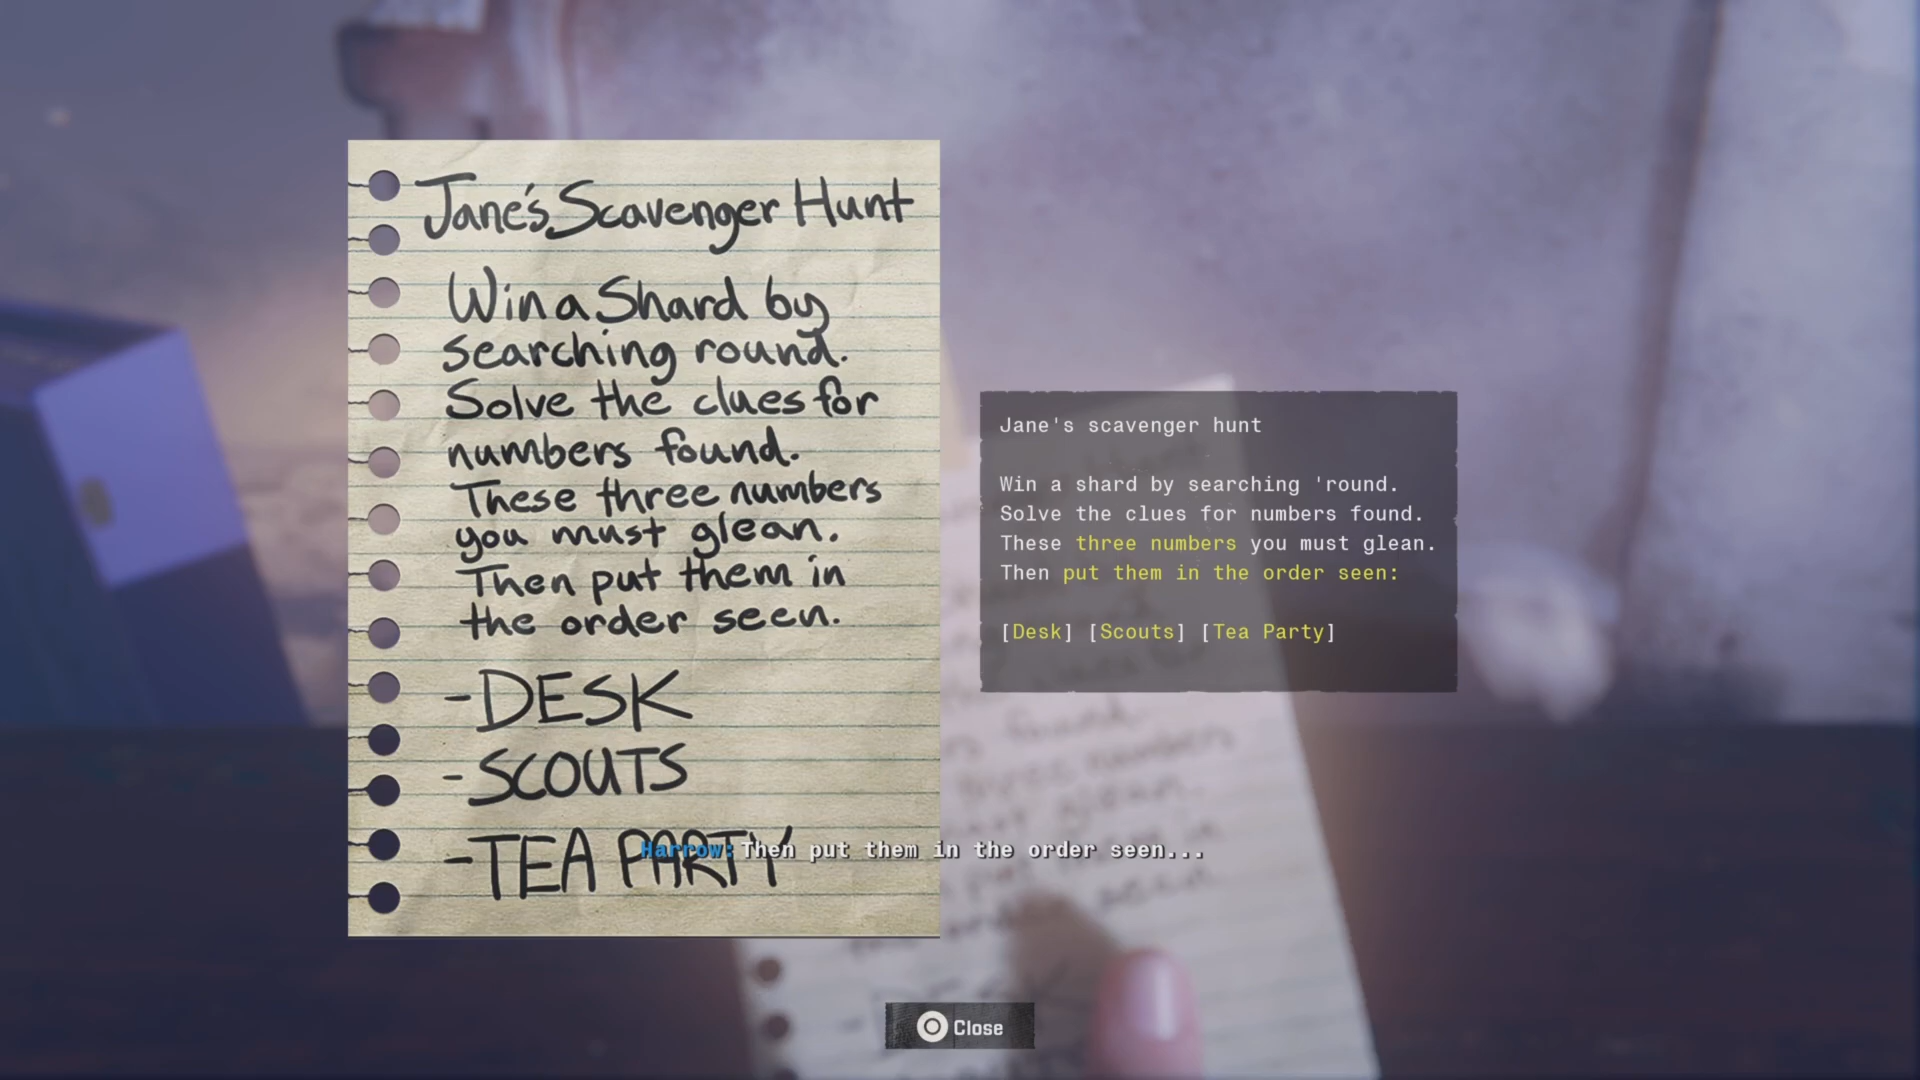 Jane's Scavenger Hunt
Win a Shard by
searching round.
Solve the clues for
numbers found.
These three numbers
you must glean.
Then put them in
the order seen.
-DESK
-SCOUTS
-TEA PARTY
Jane's scavenger hunt
Win a shard by searching 'round.
Solve the clues for numbers found.
These three numbers you must glean.
Then put them in the order seen:
[Desk] [Scouts] [Tea Party]
Harrow: Then put them in the order seen...
Close